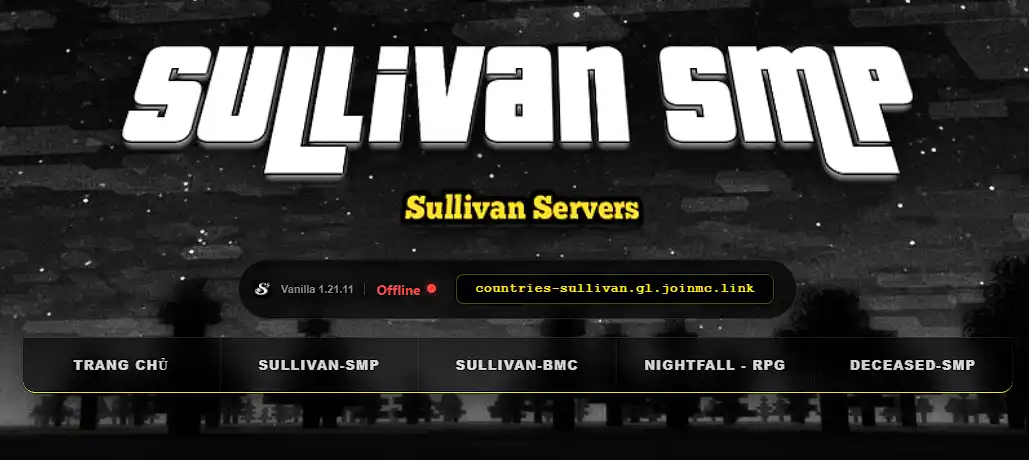 SULLIVAN SMP
Sullivan Servers
Vanilla 1.21.11 | Offline countries-sullivan.gl.joinmc.link
TRANG CHỦ SULLIVAN-SMP SULLIVAN-BMC NIGHTFALL - RPG DECEASED-SMP